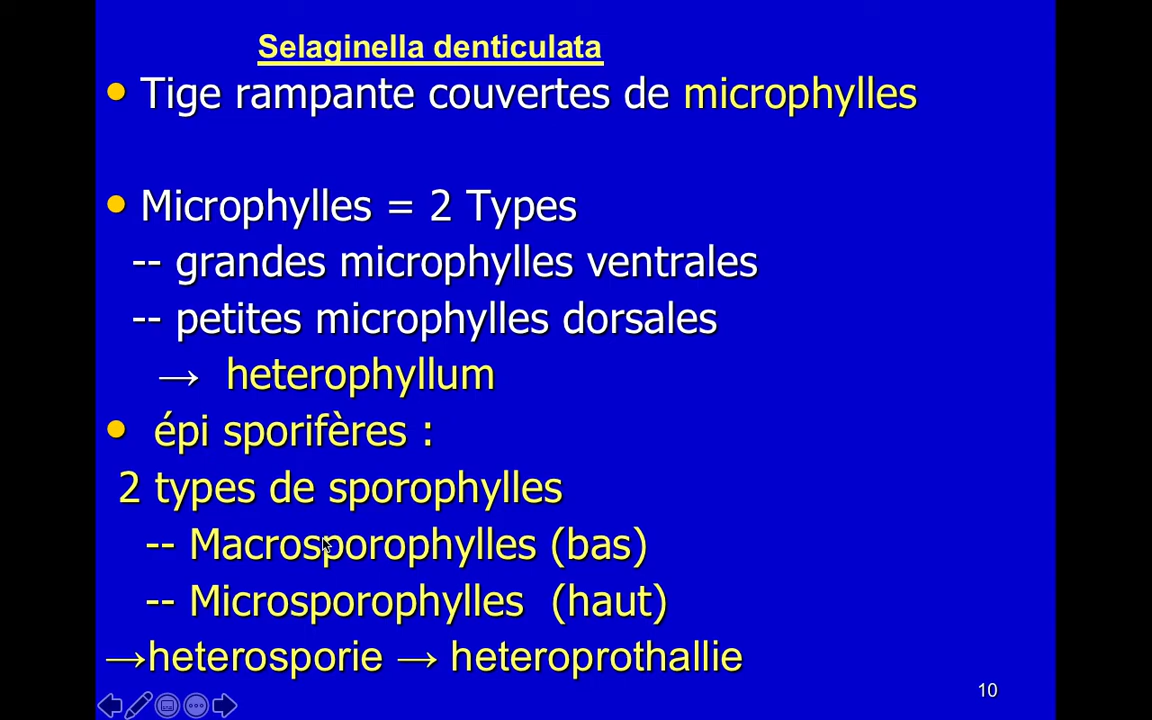 Selaginella denticulata
• Tige rampante couvertes de microphylles
• Microphylles = 2 Types
-- grandes microphylles ventrales
-- petites microphylles dorsales
→ heterophyllum
• épi sporifères :
2 types de sporophylles
-- Macrosporophylles (bas)
-- Microsporophylles (haut)
→heterosporie → heteroprothallie
10